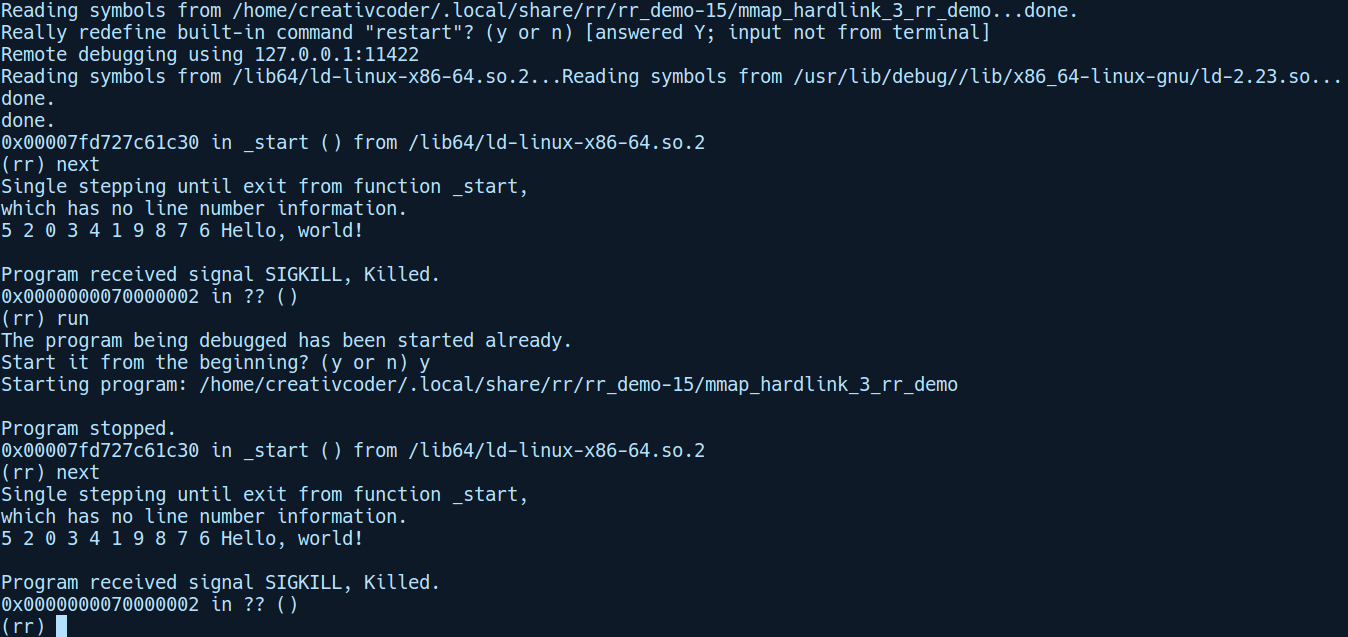 Reading symbols from /home/creativcoder/.local/share/rr/rr_demo-15/mmap_hardlink_3_rr_demo...done.
Really redefine built-in command "restart"? (y or n) [answered Y; input not from terminal]
Remote debugging using 127.0.0.1:11422
Reading symbols from /lib64/ld-linux-x86-64.so.2...Reading symbols from /usr/lib/debug//lib/x86_64-linux-gnu/ld-2.23.so...
done.
done.
0x00007fd727c61c30 in _start () from /lib64/ld-linux-x86-64.so.2
(rr) next
Single stepping until exit from function _start,
which has no line number information.
5 2 0 3 4 1 9 8 7 6 Hello, world!
Program received signal SIGKILL, Killed.
0x0000000070000002 in ?? ()
(rr) run
The program being debugged has been started already.
Start it from the beginning? (y or n) y
Starting program: /home/creativcoder/.local/share/rr/rr_demo-15/mmap_hardlink_3_rr_demo
Program stopped.
0x00007fd727c61c30 in _start () from /lib64/ld-linux-x86-64.so.2
(rr) next
Single stepping until exit from function _start,
which has no line number information.
5 2 0 3 4 1 9 8 7 6 Hello, world!
Program received signal SIGKILL, Killed.
0x0000000070000002 in ?? ()
(rr)